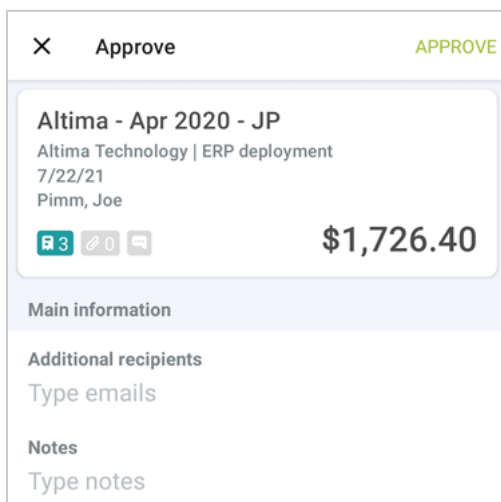 Approve
APPROVE
Altima - Apr 2020 - JP
Altima Technology | ERP deployment
7/22/21
Pimm, Joe
3
0
$1,726.40
Main information
Additional recipients
Type emails
Notes
Type notes